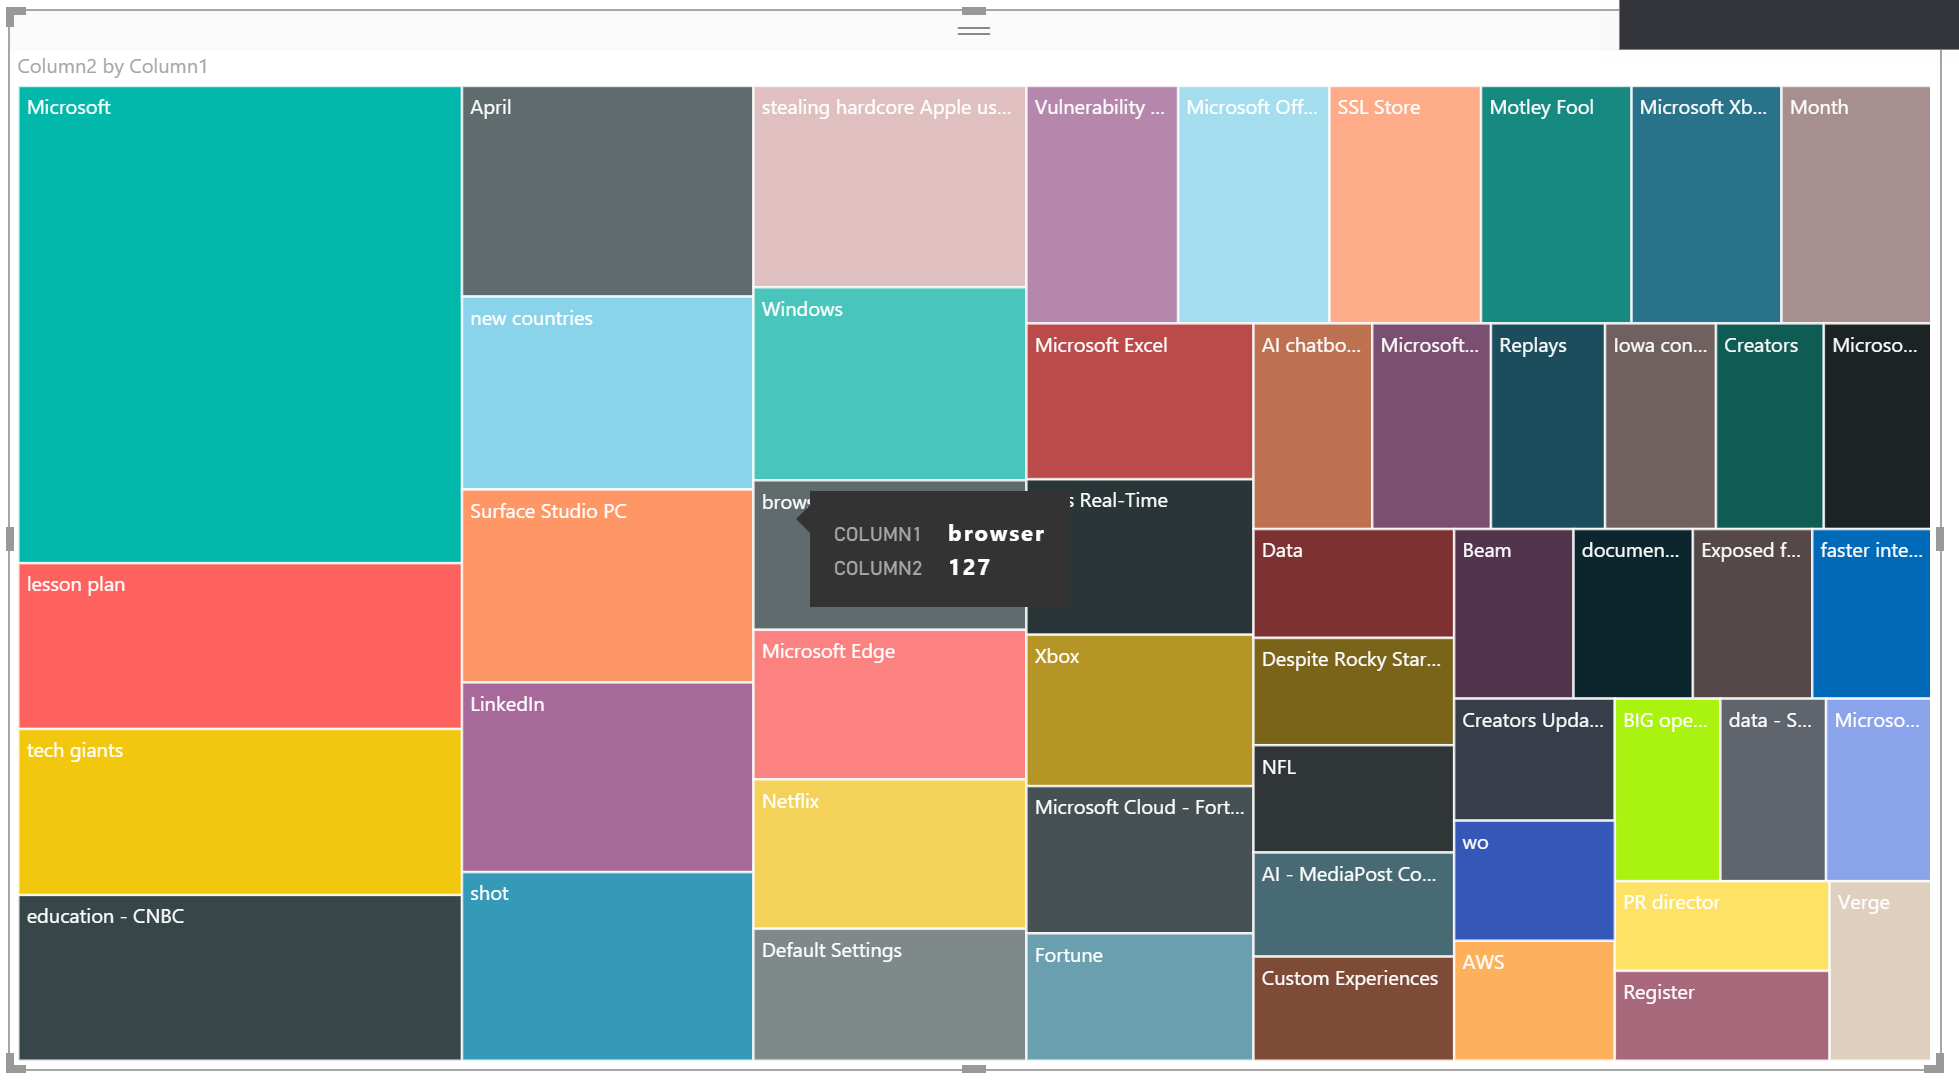 Column2 by Column1
Microsoft
lesson plan
tech giants
education - CNBC
April
new countries
Surface Studio PC
LinkedIn
shot
stealing hardcore Apple us...
Windows
brows
COLUMN1 browser
COLUMN2 127
Microsoft Edge
Netflix
Default Settings
Vulnerability ...
Microsoft Off...
SSL Store
Motley Fool
Microsoft Xb...
Month
Microsoft Excel
Real-Time
Xbox
Microsoft Cloud - Fort...
Fortune
AI chatbo...
Microsoft...
Replays
Iowa con...
Creators
Microso...
Data
Despite Rocky Star...
NFL
AI - MediaPost Co...
Custom Experiences
Beam
documen...
Exposed f...
faster inte...
Creators Upda...
wo
AWS
BIG ope...
data - S...
Microso...
PR director
Register
Verge